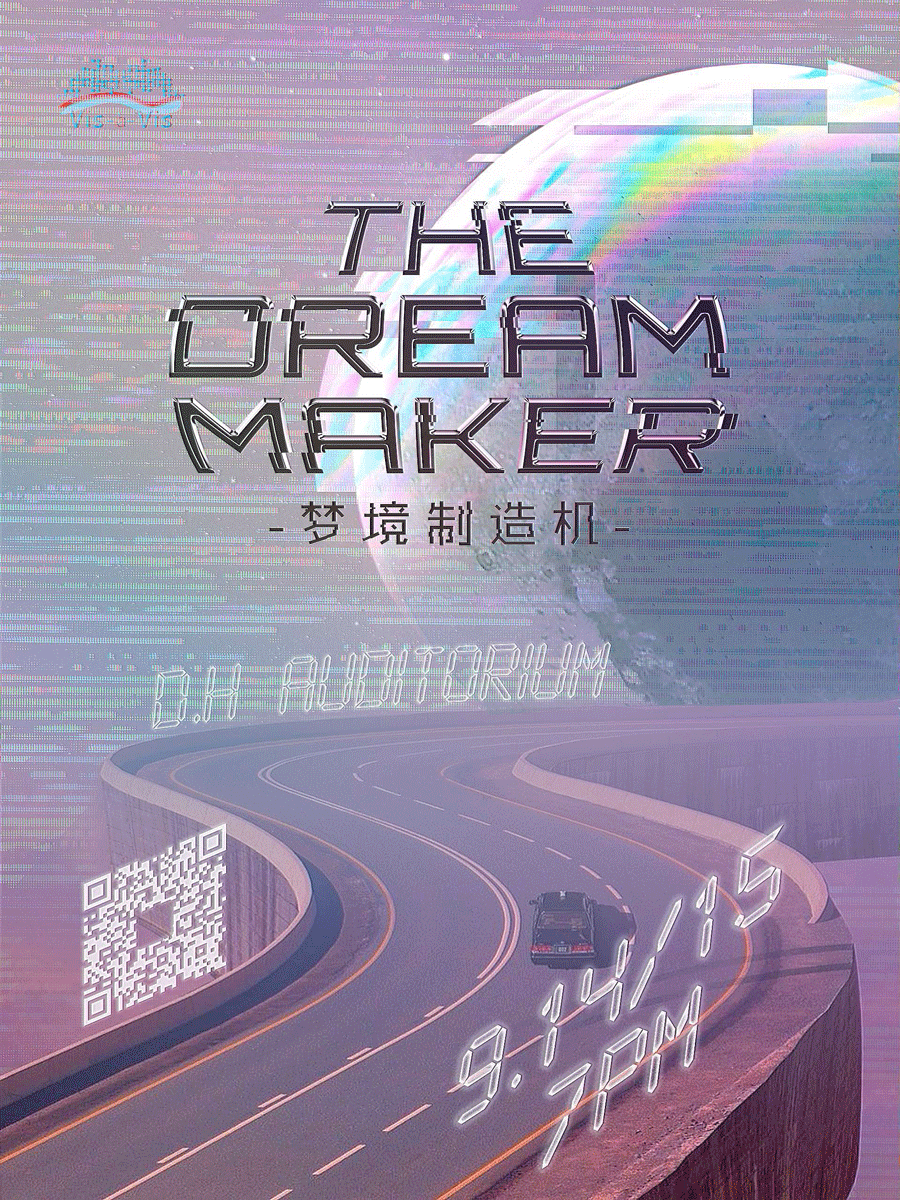 Vis-à-Vis
THE
DREAM
MAKER
-梦境制造机-
D.H AUDITORIUM
9.14/15
7PM